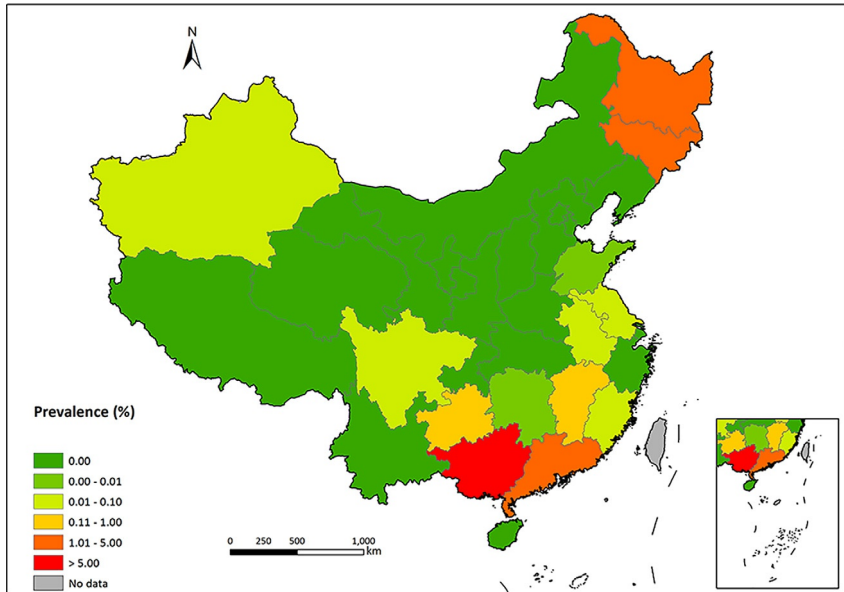 N
Prevalence (%)
0.00
0.00 - 0.01
0.01 - 0.10
0.11 - 1.00
1.01 - 5.00
> 5.00
No data
0 250 500 1,000
km